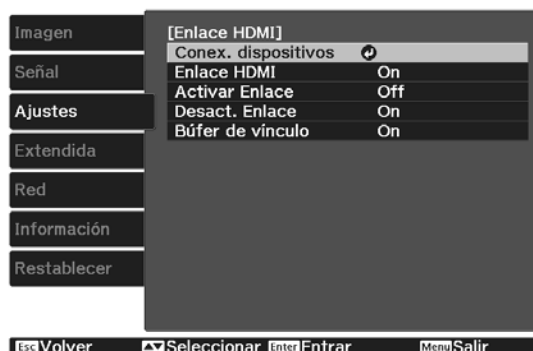 Imagen
Señal
Ajustes
Extendida
Red
Información
Restablecer
[Enlace HDMI]
Conex. dispositivos
Enlace HDMI On
Activar Enlace Off
Desact. Enlace On
Búfer de vínculo On
Esc Volver Seleccionar Enter Entrar Menu Salir